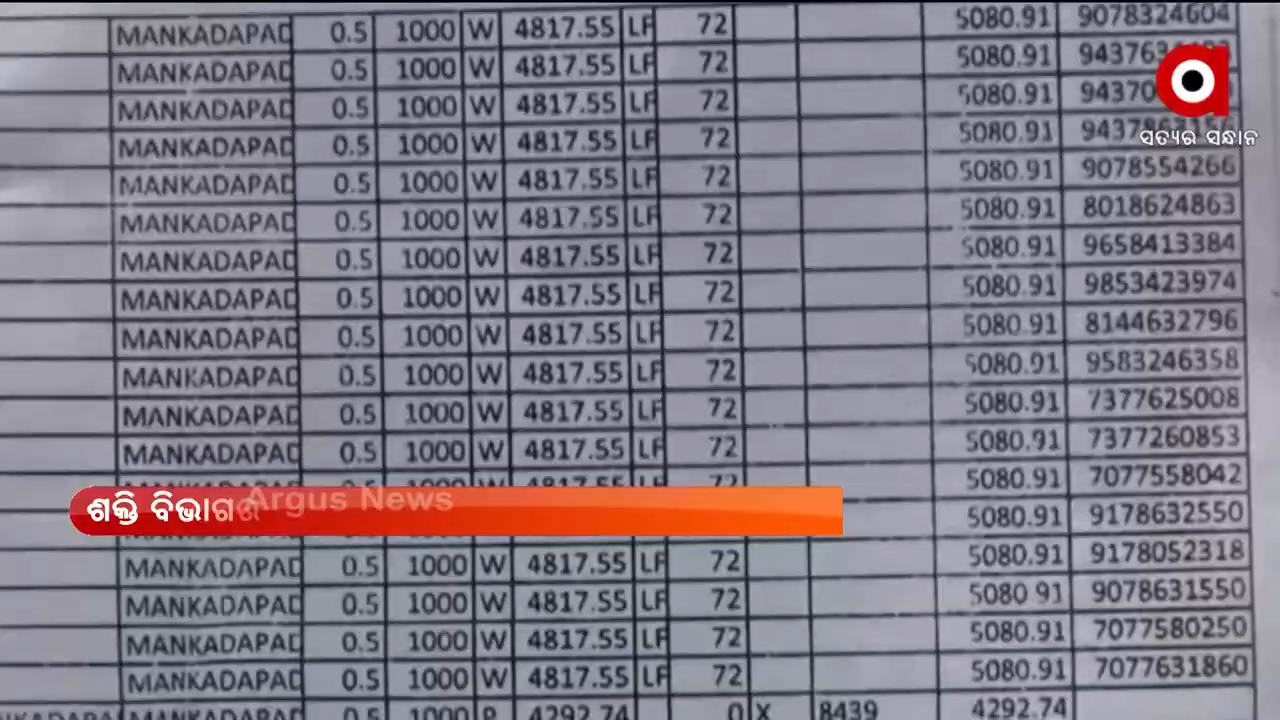 MANKADAPAD 0.5 1000 W 4817.55 LF 72 5080.91 9078324604
MANKADAPAD 0.5 1000 W 4817.55 LF 72 5080.91
MANKADAPAD 0.5 1000 W 4817.55 LF 72 5080.91
MANKADAPAD 0.5 1000 W 4817.55 LF 72 5080.91
ସତ୍ୟର ସନ୍ଧାନ
MANKADAPAD 0.5 1000 W 4817.55 LF 72 5080.91 9078554266
MANKADAPAD 0.5 1000 W 4817.55 LF 72 5080.91 8018624863
MANKADAPAD 0.5 1000 W 4817.55 LF 72 5080.91 9658413384
MANKADAPAD 0.5 1000 W 4817.55 LF 72 5080.91 9853423974
MANKADAPAD 0.5 1000 W 4817.55 LF 72 5080.91 8144632796
MANKADAPAD 0.5 1000 W 4817.55 LF 72 5080.91 9583246358
MANKADAPAD 0.5 1000 W 4817.55 LF 72 5080.91 7377625008
MANKADAPAD 0.5 1000 W 4817.55 LF 72 5080.91 7377260853
5080.91 7077558042
ଶକ୍ତି ବିଭାଗର Argus News
5080.91 9178632550
MANKADAPAD 0.5 1000 W 4817.55 LF 72 5080.91 9178052318
MANKADAPAD 0.5 1000 W 4817.55 LF 72 5080 91 9078631550
MANKADAPAD 0.5 1000 W 4817.55 LF 72 5080.91 7077580250
MANKADAPAD 0.5 1000 W 4817.55 LF 72 5080.91 7077631860
0.5 1000 P 4292.74 0 X 8439 4292.74